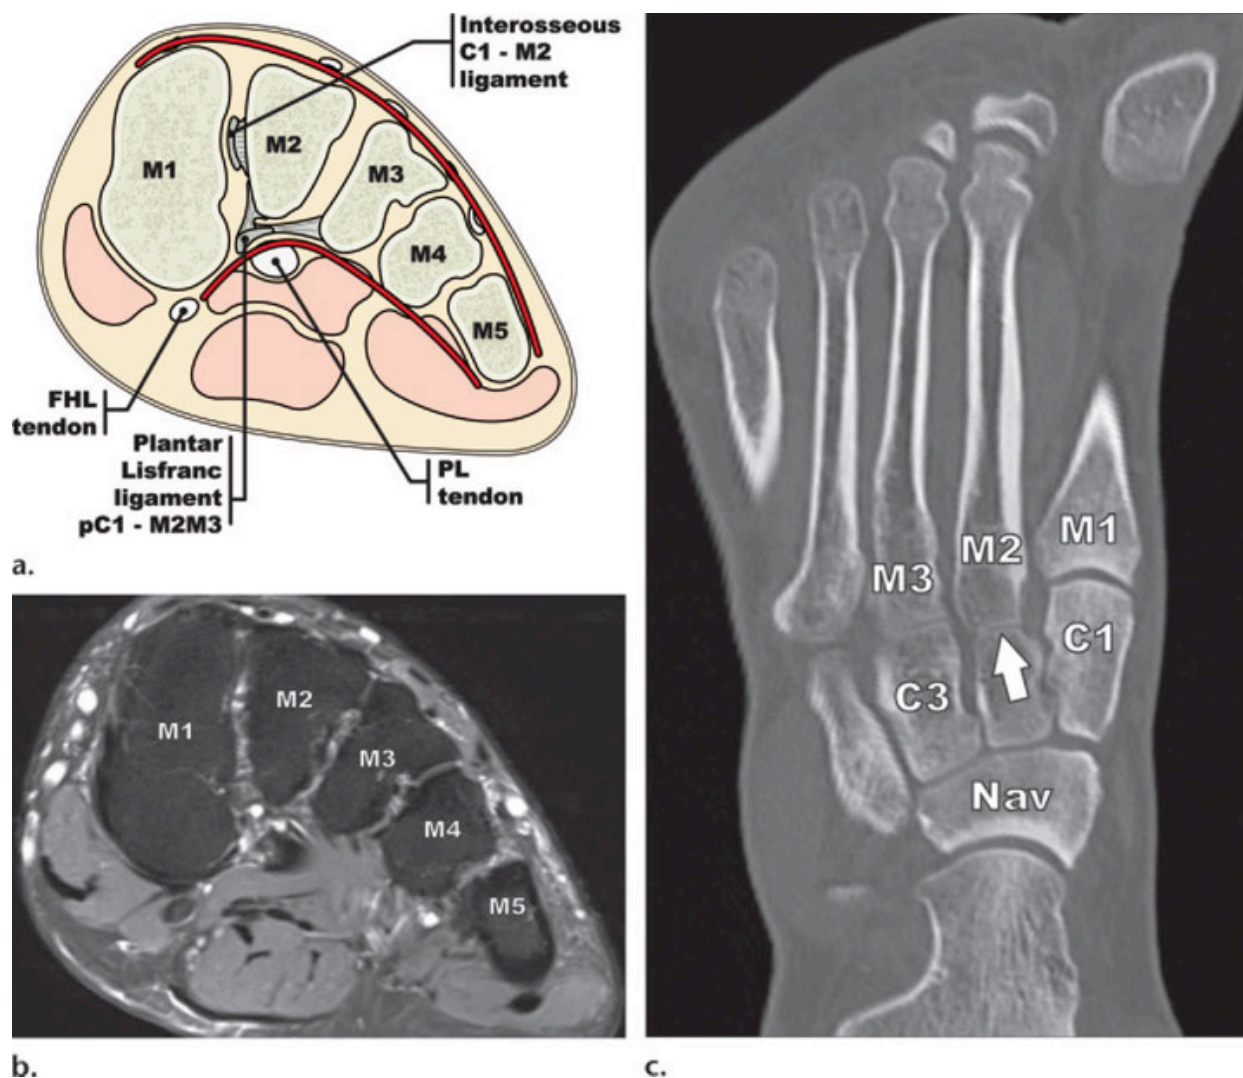 Interosseous
C1 - M2
ligament
M1
M2
M3
M4
M5
FHL
tendon
Plantar
Lisfranc
ligament
pC1 - M2M3
PL
tendon
a.
M1
M2
M3
M4
M5
b.
M1
M2
M3
C1
C3
Nav
c.